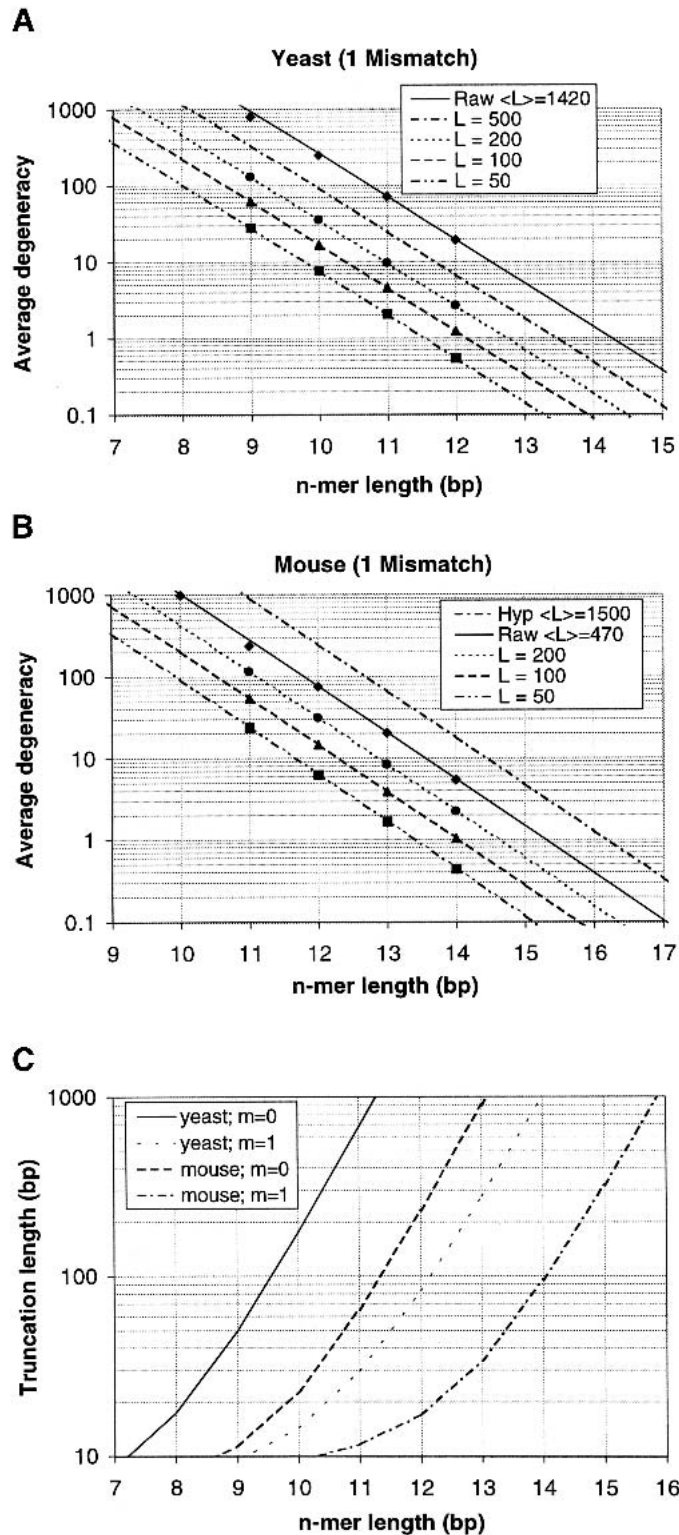 A
Yeast (1 Mismatch)
Raw <L>=1420
L = 500
L = 200
L = 100
L = 50
Average degeneracy
1000
100
10
1
0.1
7 8 9 10 11 12 13 14 15
n-mer length (bp)
B
Mouse (1 Mismatch)
Hyp <L>=1500
Raw <L>=470
L = 200
L = 100
L = 50
Average degeneracy
1000
100
10
1
0.1
9 10 11 12 13 14 15 16 17
n-mer length (bp)
C
yeast; m=0
yeast; m=1
mouse; m=0
mouse; m=1
Truncation length (bp)
1000
100
10
7 8 9 10 11 12 13 14 15 16
n-mer length (bp)